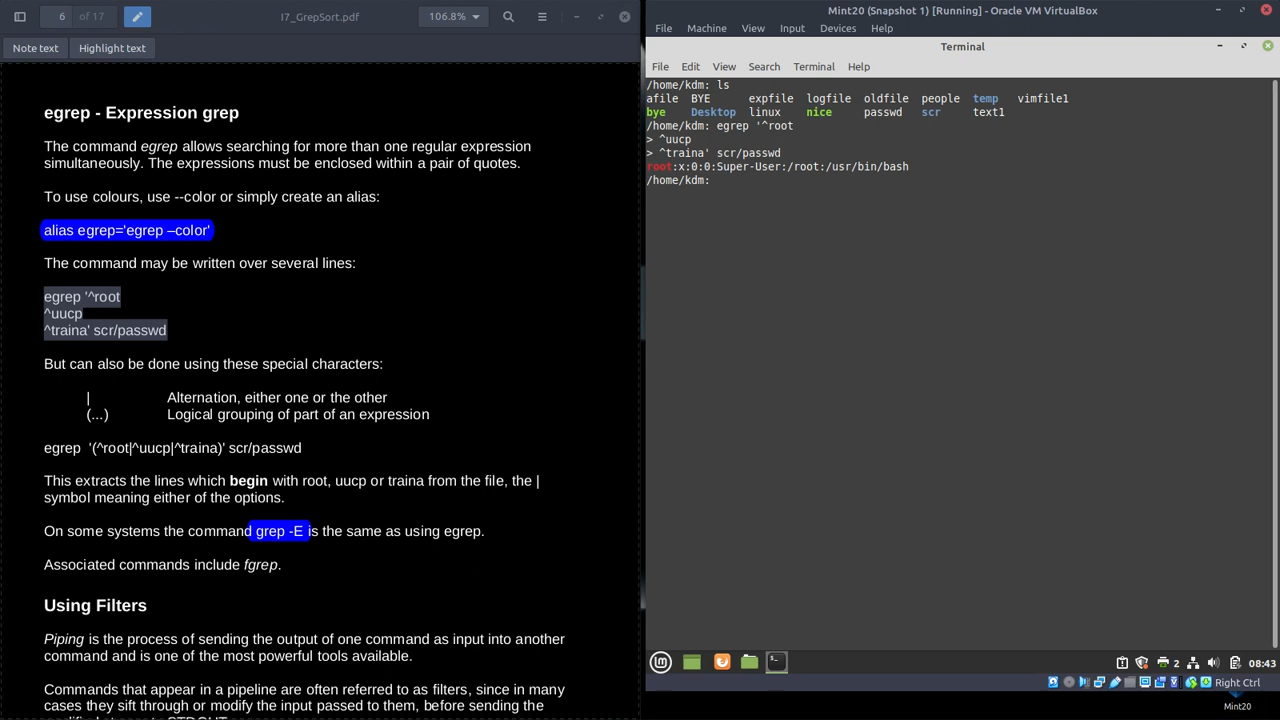 6 of 17
I7_GrepSort.pdf
106.8%
Note text
Highlight text
egrep - Expression grep
The command egrep allows searching for more than one regular expression
simultaneously. The expressions must be enclosed within a pair of quotes.
To use colours, use --color or simply create an alias:
alias egrep='egrep –color'
The command may be written over several lines:
egrep '^root
^uucp
^traina' scr/passwd
But can also be done using these special characters:
| Alternation, either one or the other
(...) Logical grouping of part of an expression
egrep '(^root|^uucp|^traina)' scr/passwd
This extracts the lines which begin with root, uucp or traina from the file, the |
symbol meaning either of the options.
On some systems the command grep -E is the same as using egrep.
Associated commands include fgrep.
Using Filters
Piping is the process of sending the output of one command as input into another
command and is one of the most powerful tools available.
Commands that appear in a pipeline are often referred to as filters, since in many
cases they sift through or modify the input passed to them, before sending the
Mint20 (Snapshot 1) [Running] - Oracle VM VirtualBox
File Machine View Input Devices Help
Terminal
File Edit View Search Terminal Help
/home/kdm: ls
afile BYE expfile logfile oldfile people temp vimfile1
bye Desktop linux nice passwd scr text1
/home/kdm: egrep '^root
> ^uucp
> ^traina' scr/passwd
root:x:0:0:Super-User:/root:/usr/bin/bash
/home/kdm:
2 08:43
Right Ctrl
Mint20